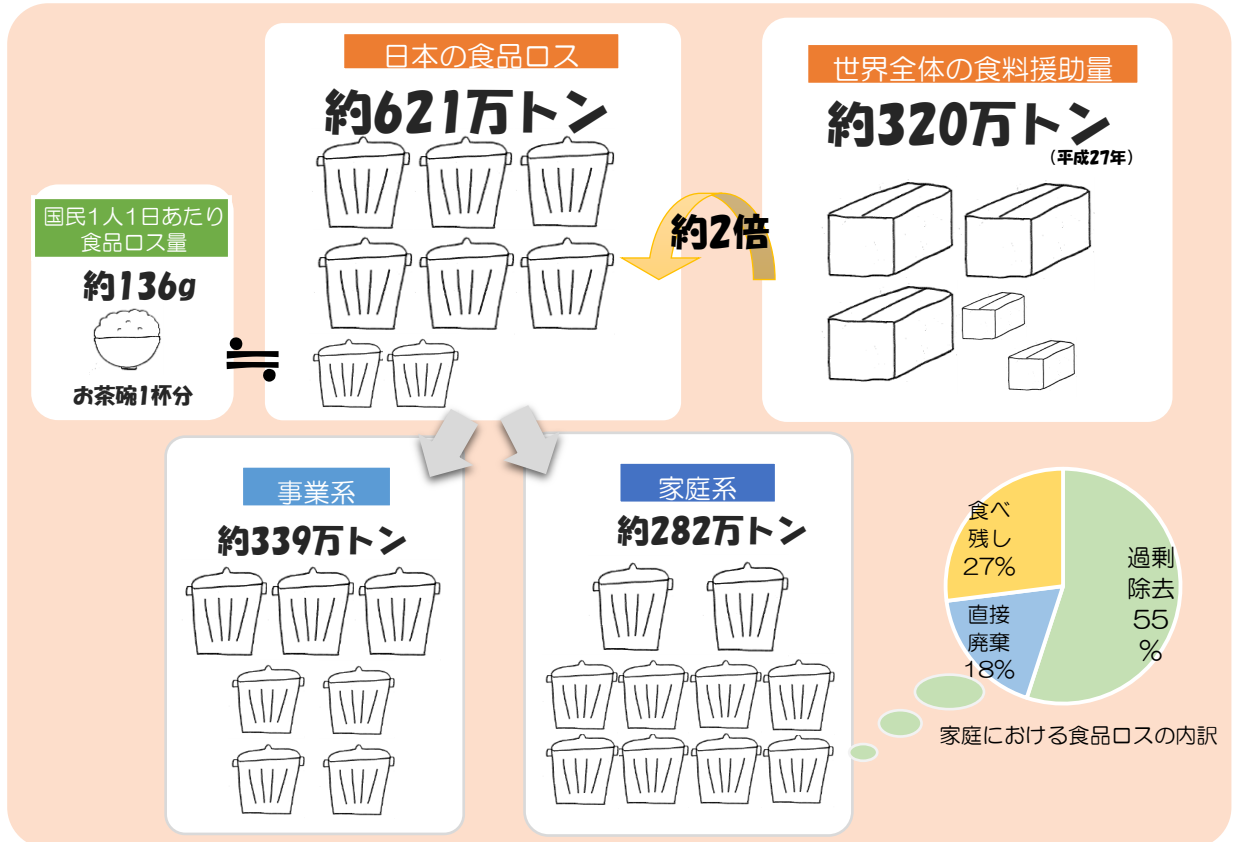 日本の食品ロス
約621万トン
世界全体の食料援助量
約320万トン
(平成27年)
国民1人1日あたり
食品ロス量
約136g
お茶碗1杯分
≒
約2倍
事業系
約339万トン
家庭系
約282万トン
食べ
残し
27%
直接
廃棄
18%
過剰
除去
55
%
家庭における食品ロスの内訳